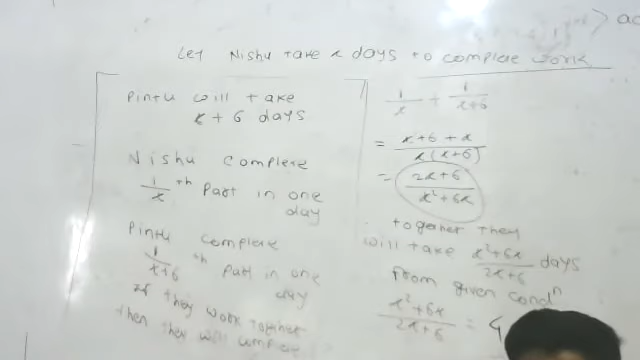 > ac
Let Nishu take x days to complete work
Pintu will take
x + 6 days
Nishu complete
1/x th part in one
day
Pintu complete
1/x+6 th part in one
day
if they work together
then they will complete
1/x + 1/x+6
= x+6+x / x(x+6)
= 2x+6 / x²+6x
together they
will take x²+6x / 2x+6 days
From given condn
x²+6x / 2x+6 = 4